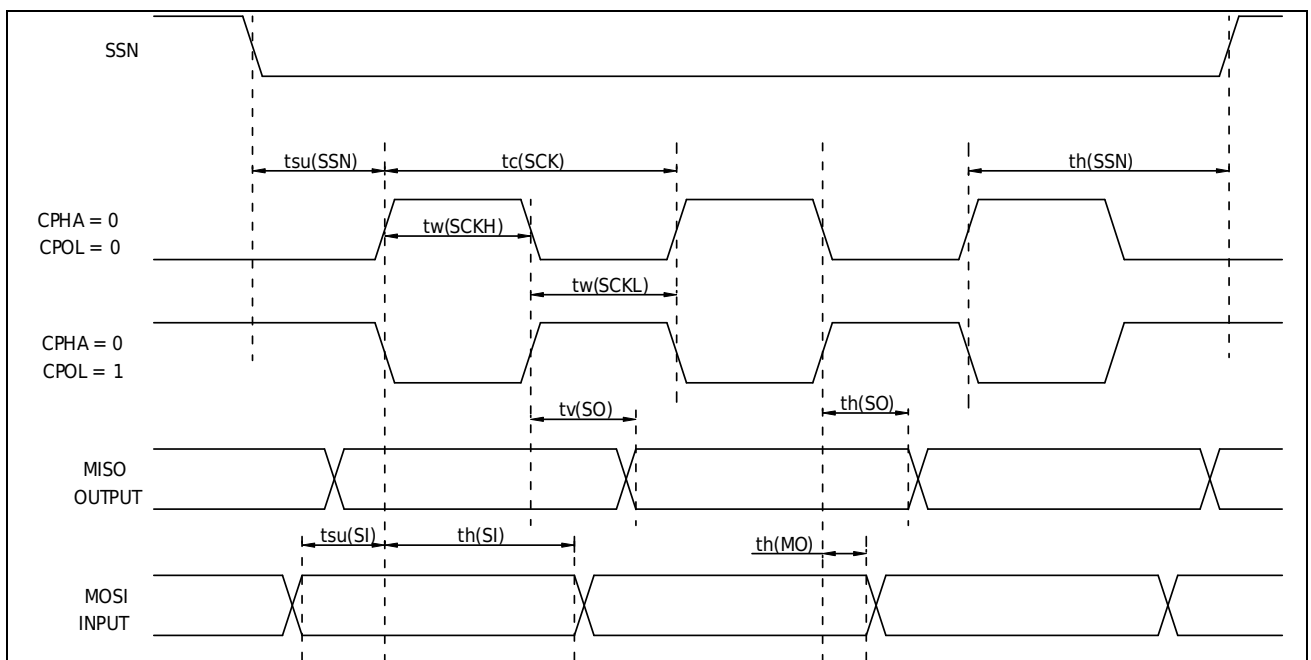 SSN
tsu(SSN)
tc(SCK)
th(SSN)
CPHA = 0
CPOL = 0
tw(SCKH)
tw(SCKL)
CPHA = 0
CPOL = 1
tv(SO)
th(SO)
MISO
OUTPUT
tsu(SI)
th(SI)
th(MO)
MOSI
INPUT